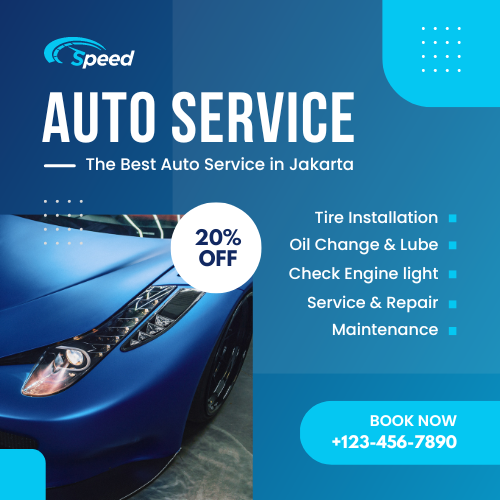 Speed
AUTO SERVICE
The Best Auto Service in Jakarta
20%
OFF
Tire Installation
Oil Change & Lube
Check Engine light
Service & Repair
Maintenance
BOOK NOW
+123-456-7890